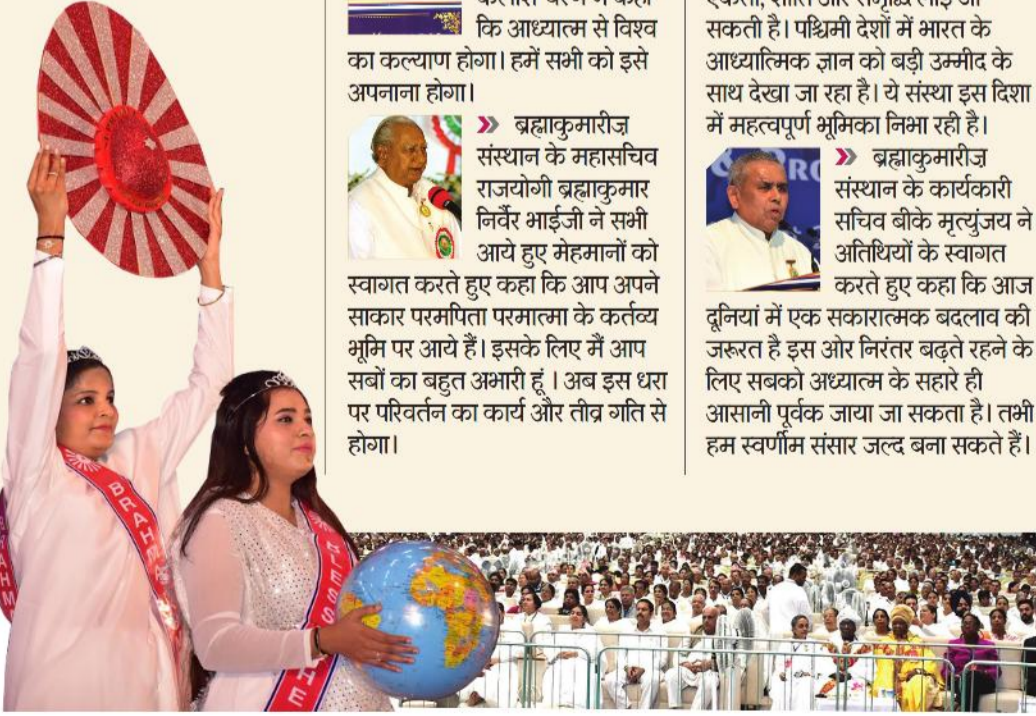 कि आध्यात्म से विश्व
का कल्याण होगा। हमें सभी को इसे
अपनाना होगा।
ब्रह्माकुमारीज़
संस्थान के महासचिव
राजयोगी ब्रह्माकुमार
निर्वैर भाईजी ने सभी
आये हुए मेहमानों को
स्वागत करते हुए कहा कि आप अपने
साकार परमपिता परमात्मा के कर्तव्य
भूमि पर आये हैं। इसके लिए मैं आप
सबों का बहुत अभारी हूं । अब इस धरा
पर परिवर्तन का कार्य और तीव्र गति से
होगा।
सकती है। पश्चिमी देशों में भारत के
आध्यात्मिक ज्ञान को बड़ी उम्मीद के
साथ देखा जा रहा है। ये संस्था इस दिशा
में महत्वपूर्ण भूमिका निभा रही है।
ब्रह्माकुमारीज़
संस्थान के कार्यकारी
सचिव बीके मृत्युंजय ने
अतिथियों के स्वागत
करते हुए कहा कि आज
दूनियां में एक सकारात्मक बदलाव की
जरूरत है इस ओर निरंतर बढ़ते रहने के
लिए सबको अध्यात्म के सहारे ही
आसानी पूर्वक जाया जा सकता है। तभी
हम स्वर्णीम संसार जल्द बना सकते हैं।